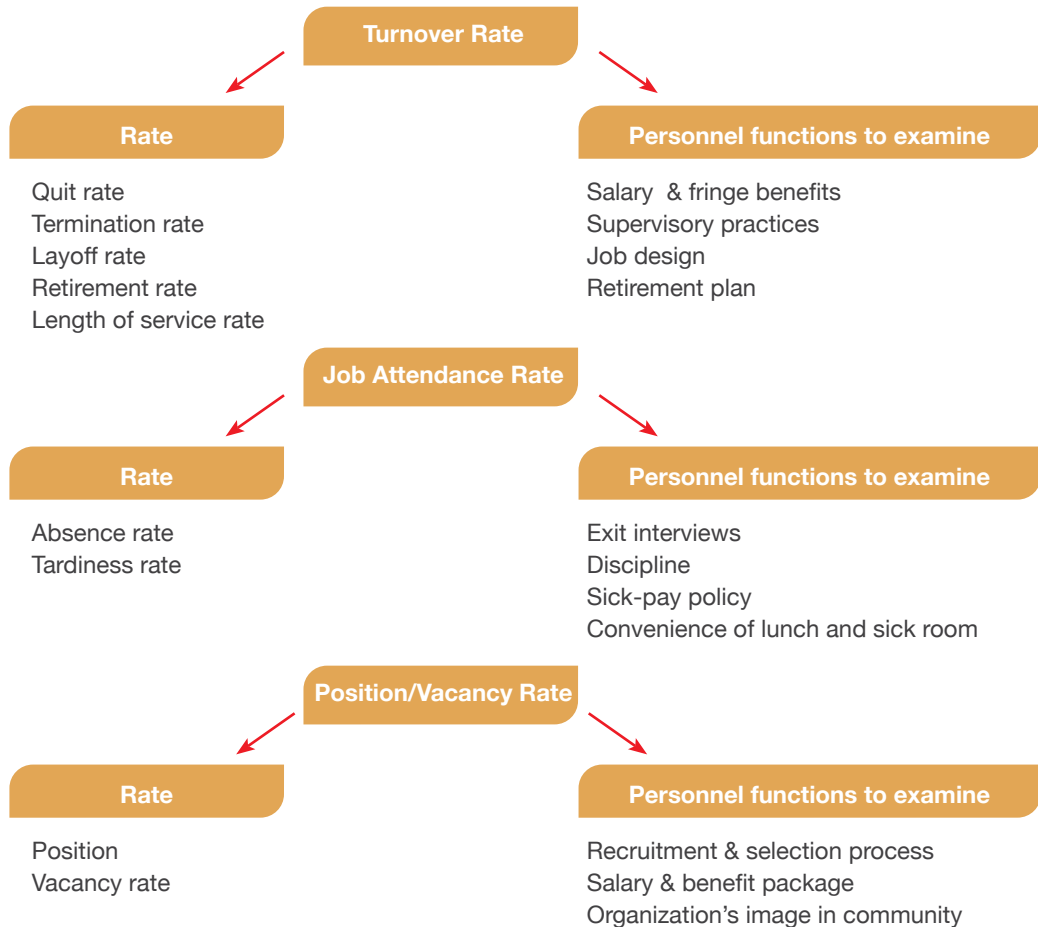 Turnover Rate
Rate
Quit rate
Termination rate
Layoff rate
Retirement rate
Length of service rate
Personnel functions to examine
Salary & fringe benefits
Supervisory practices
Job design
Retirement plan
Job Attendance Rate
Rate
Absence rate
Tardiness rate
Personnel functions to examine
Exit interviews
Discipline
Sick-pay policy
Convenience of lunch and sick room
Position/Vacancy Rate
Rate
Position
Vacancy rate
Personnel functions to examine
Recruitment & selection process
Salary & benefit package
Organization's image in community